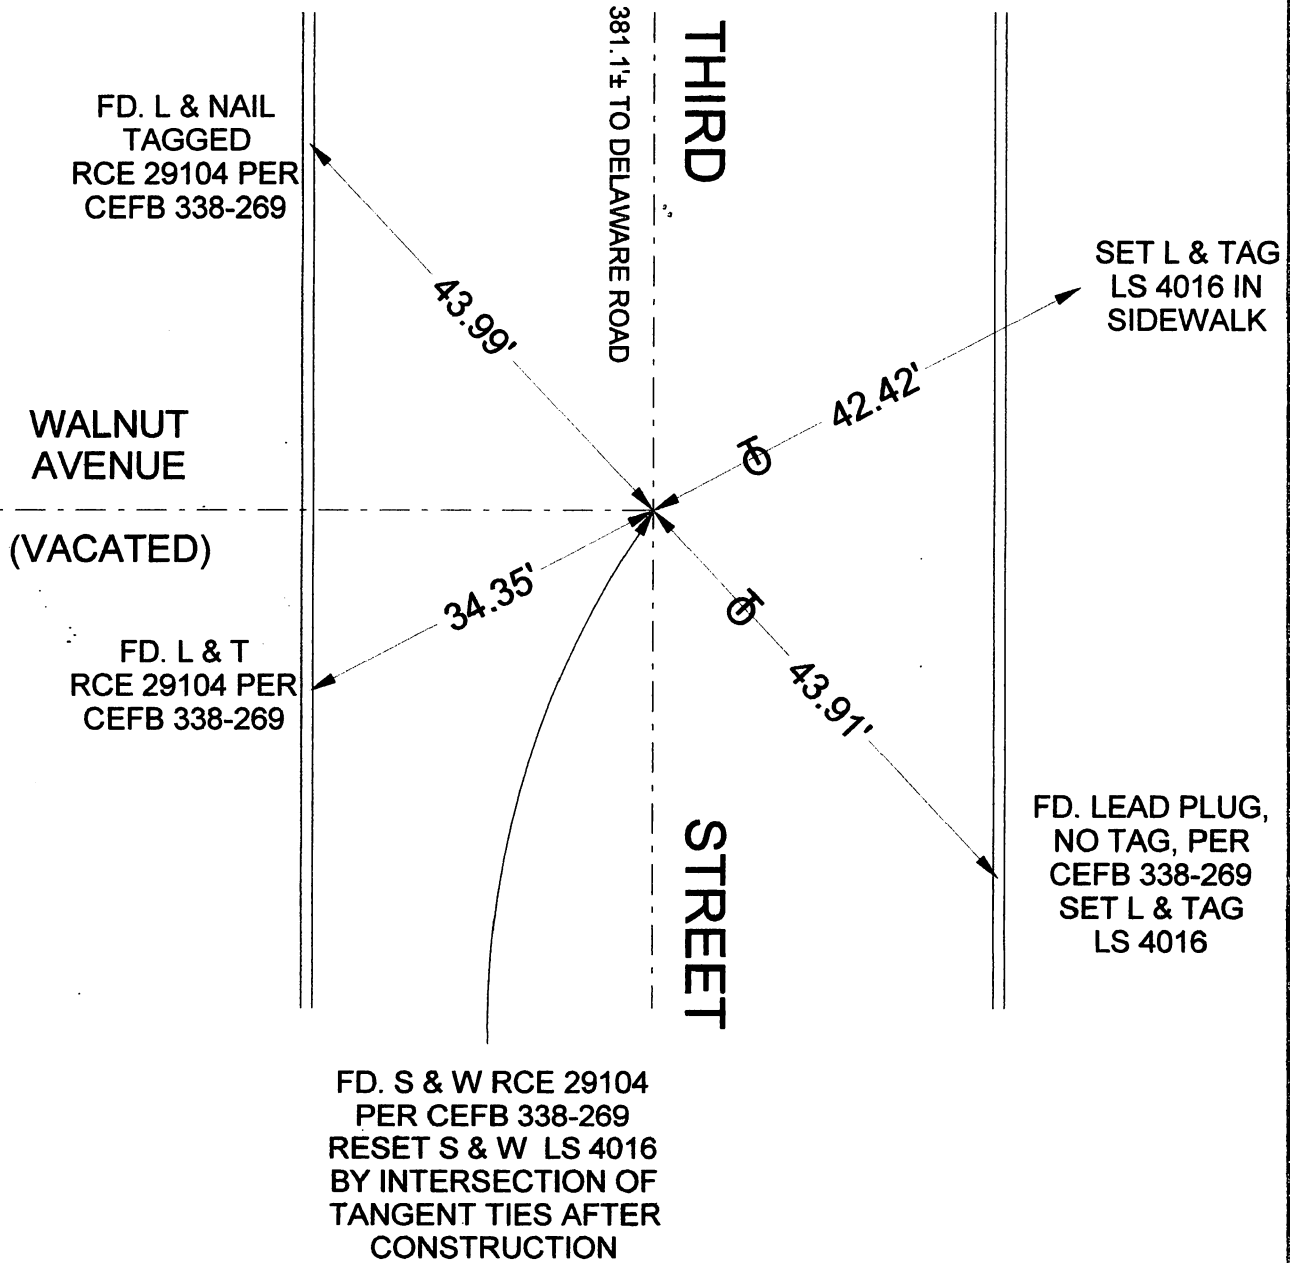 THIRD
381.1'± TO DELAWARE ROAD
FD. L & NAIL
TAGGED
RCE 29104 PER
CEFB 338-269
43.99'
SET L & TAG
LS 4016 IN
SIDEWALK
42.42'
WALNUT
AVENUE
(VACATED)
34.35'
FD. L & T
RCE 29104 PER
CEFB 338-269
43.91'
STREET
FD. LEAD PLUG,
NO TAG, PER
CEFB 338-269
SET L & TAG
LS 4016
FD. S & W RCE 29104
PER CEFB 338-269
RESET S & W LS 4016
BY INTERSECTION OF
TANGENT TIES AFTER
CONSTRUCTION